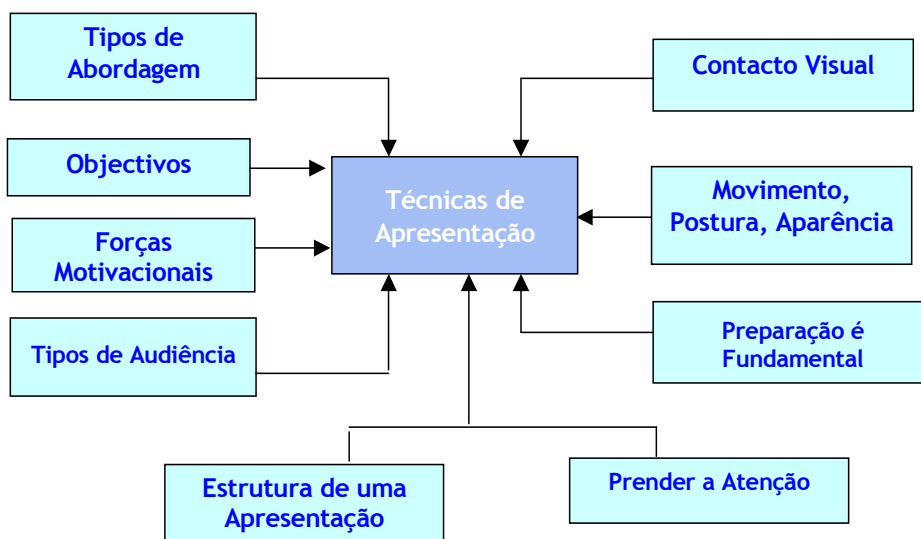 Tipos de
Abordagem
Contacto Visual
Objectivos
Técnicas de
Apresentação
Movimento,
Postura, Aparência
Forças
Motivacionais
Tipos de Audiência
Preparação é
Fundamental
Estrutura de uma
Apresentação
Prender a Atenção